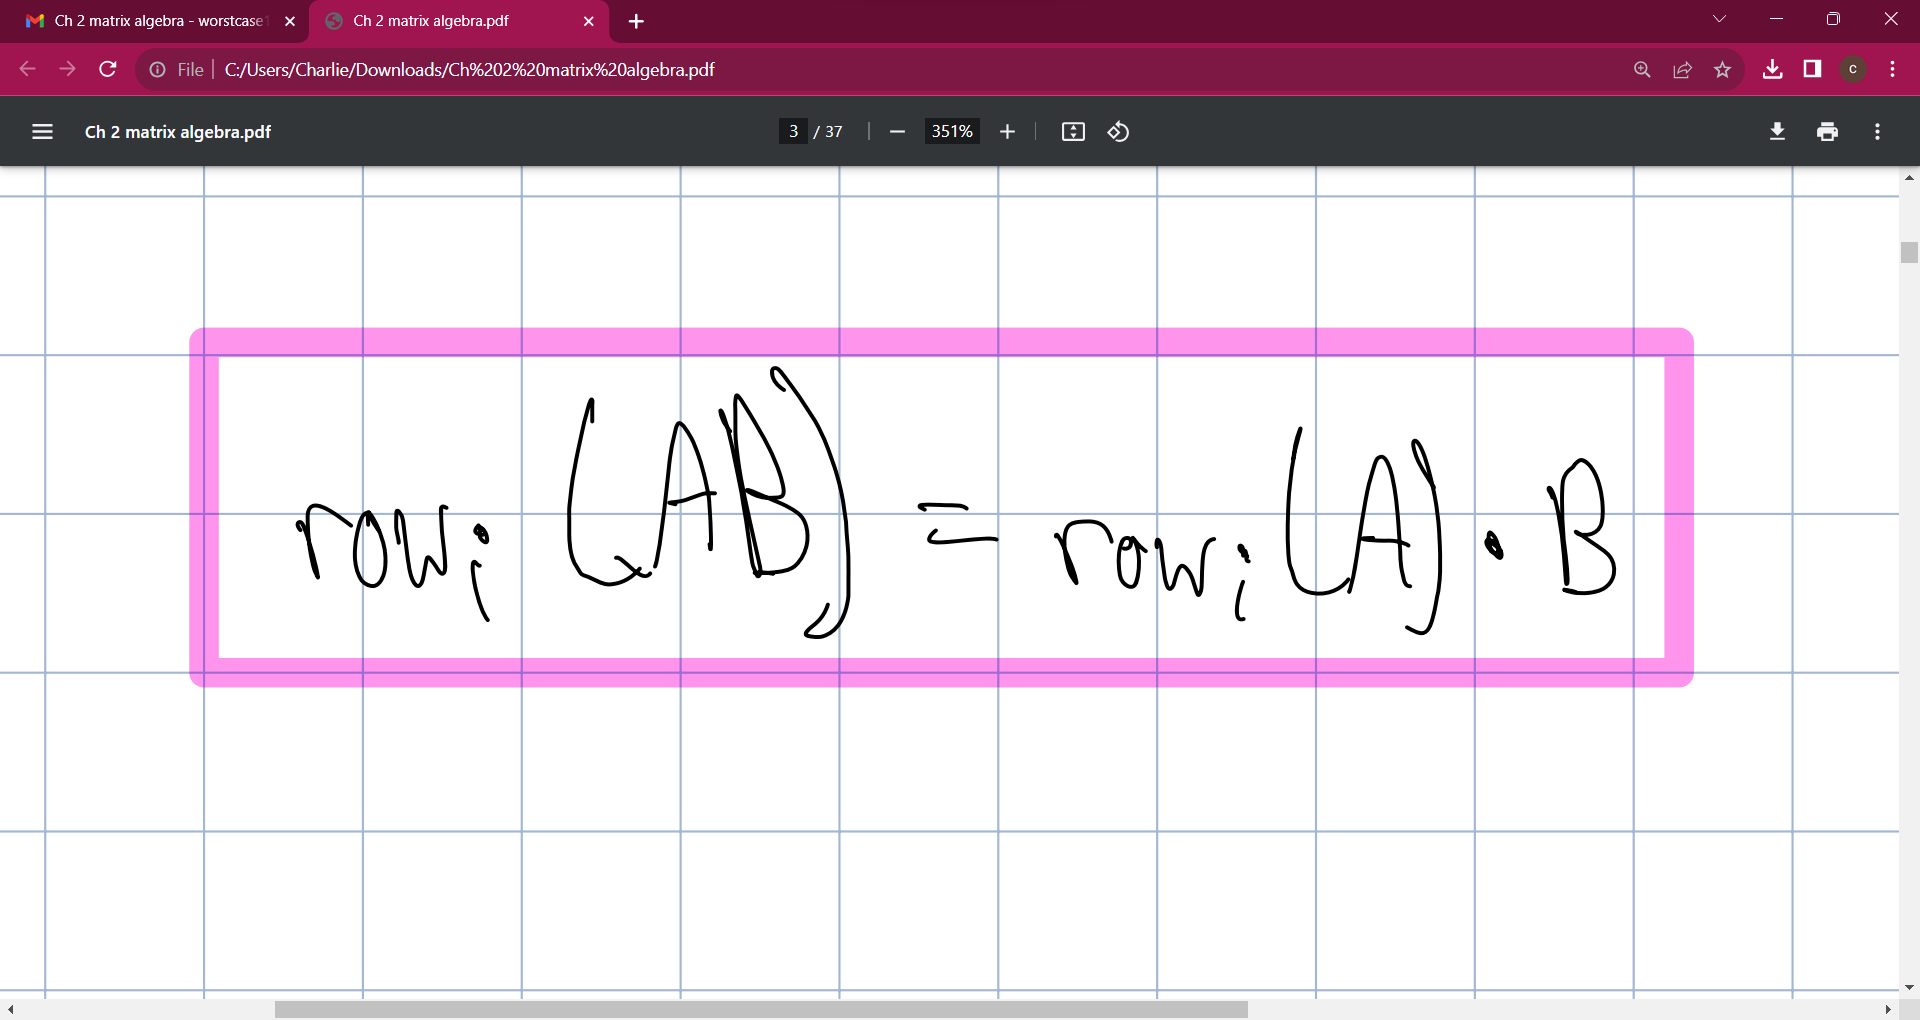 Ch 2 matrix algebra - worstcase1
Ch 2 matrix algebra.pdf
File
C:/Users/Charlie/Downloads/Ch%202%20matrix%20algebra.pdf
c
Ch 2 matrix algebra.pdf
3 / 37
351%
rowᵢ (AB) = rowᵢ (A) • B